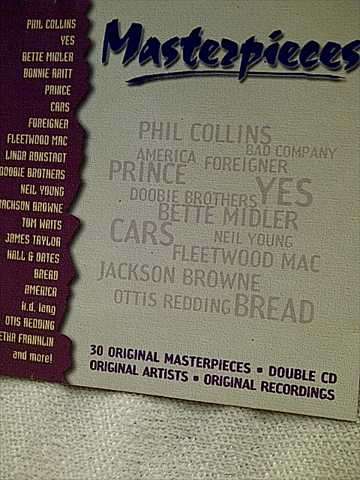 PHIL COLLINS
YES
BETTE MIDLER
BONNIE RAITT
PRINCE
CARS
FOREIGNER
FLEETWOOD MAC
LINDA RONSTADT
DOOBIE BROTHERS
NEIL YOUNG
JACKSON BROWNE
TOM WAITS
JAMES TAYLOR
HALL & OATES
BREAD
AMERICA
k.d. lang
OTIS REDDING
ETHA FRANKLIN
and more!
Masterpieces
PHIL COLLINS
BAD COMPANY
AMERICA FOREIGNER
PRINCE
DOOBIE BROTHERS YES
BETTE MIDLER
CARS NEIL YOUNG
FLEETWOOD MAC
JACKSON BROWNE
OTTIS REDDING BREAD
30 ORIGINAL MASTERPIECES • DOUBLE CD
ORIGINAL ARTISTS • ORIGINAL RECORDINGS